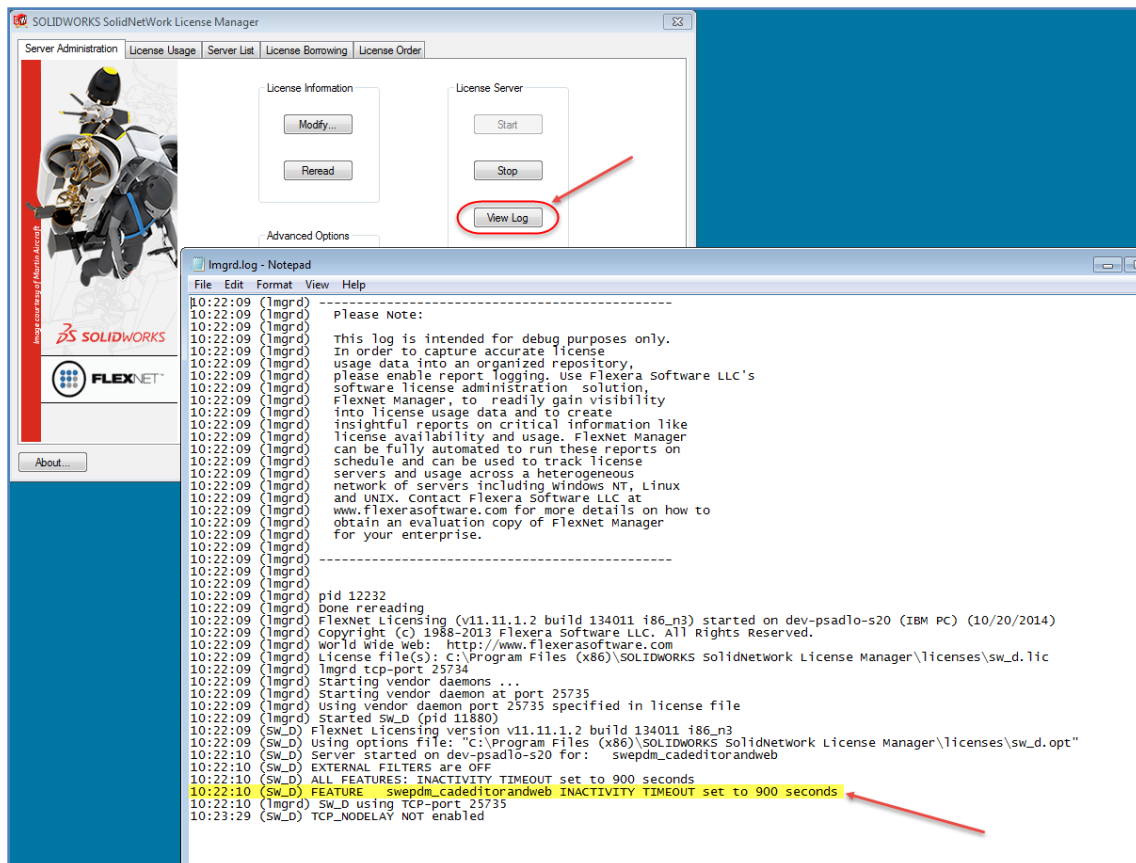 SOLIDWORKS SolidNetWork License Manager
Server Administration License Usage Server List License Borrowing License Order
License Information
License Server
Modify...
Start
Reread
Stop
View Log
Advanced Options
Image courtesy of Martin Aircraft
SOLIDWORKS
FLEXNET
About...
lmgrd.log - Notepad
File Edit Format View Help
10:22:09 (lmgrd) -----------------------------------------------
10:22:09 (lmgrd)   Please Note:
10:22:09 (lmgrd)
10:22:09 (lmgrd)   This log is intended for debug purposes only.
10:22:09 (lmgrd)   In order to capture accurate license
10:22:09 (lmgrd)   usage data into an organized repository,
10:22:09 (lmgrd)   please enable report logging. Use Flexera Software LLC's
10:22:09 (lmgrd)   software license administration  solution,
10:22:09 (lmgrd)   FlexNet Manager, to  readily gain visibility
10:22:09 (lmgrd)   into license usage data and to create
10:22:09 (lmgrd)   insightful reports on critical information like
10:22:09 (lmgrd)   license availability and usage. FlexNet Manager
10:22:09 (lmgrd)   can be fully automated to run these reports on
10:22:09 (lmgrd)   schedule and can be used to track license
10:22:09 (lmgrd)   servers and usage across a heterogeneous
10:22:09 (lmgrd)   network of servers including Windows NT, Linux
10:22:09 (lmgrd)   and UNIX. Contact Flexera Software LLC at
10:22:09 (lmgrd)   www.flexerasoftware.com for more details on how to
10:22:09 (lmgrd)   obtain an evaluation copy of FlexNet Manager
10:22:09 (lmgrd)   for your enterprise.
10:22:09 (lmgrd)
10:22:09 (lmgrd) -----------------------------------------------
10:22:09 (lmgrd)
10:22:09 (lmgrd)
10:22:09 (lmgrd) pid 12232
10:22:09 (lmgrd) Done rereading
10:22:09 (lmgrd) FlexNet Licensing (v11.11.1.2 build 134011 i86_n3) started on dev-psadlo-s20 (IBM PC) (10/20/2014)
10:22:09 (lmgrd) Copyright (c) 1988-2013 Flexera Software LLC. All Rights Reserved.
10:22:09 (lmgrd) World Wide Web:  http://www.flexerasoftware.com
10:22:09 (lmgrd) License file(s): C:\Program Files (x86)\SOLIDWORKS SolidNetWork License Manager\licenses\sw_d.lic
10:22:09 (lmgrd) lmgrd tcp-port 25734
10:22:09 (lmgrd) Starting vendor daemons ...
10:22:09 (lmgrd) Starting vendor daemon at port 25735
10:22:09 (lmgrd) Using vendor daemon port 25735 specified in license file
10:22:09 (lmgrd) Started SW_D (pid 11880)
10:22:09 (SW_D) FlexNet Licensing version v11.11.1.2 build 134011 i86_n3
10:22:09 (SW_D) Using options file: "C:\Program Files (x86)\SOLIDWORKS SolidNetWork License Manager\licenses\sw_d.opt"
10:22:10 (SW_D) Server started on dev-psadlo-s20 for:   swepdm_cadeditorandweb
10:22:10 (SW_D) EXTERNAL FILTERS are OFF
10:22:10 (SW_D) ALL FEATURES: INACTIVITY TIMEOUT set to 900 seconds
10:22:10 (SW_D) FEATURE   swepdm_cadeditorandweb INACTIVITY TIMEOUT set to 900 seconds
10:22:10 (lmgrd) SW_D using TCP-port 25735
10:23:29 (SW_D) TCP_NODELAY NOT enabled